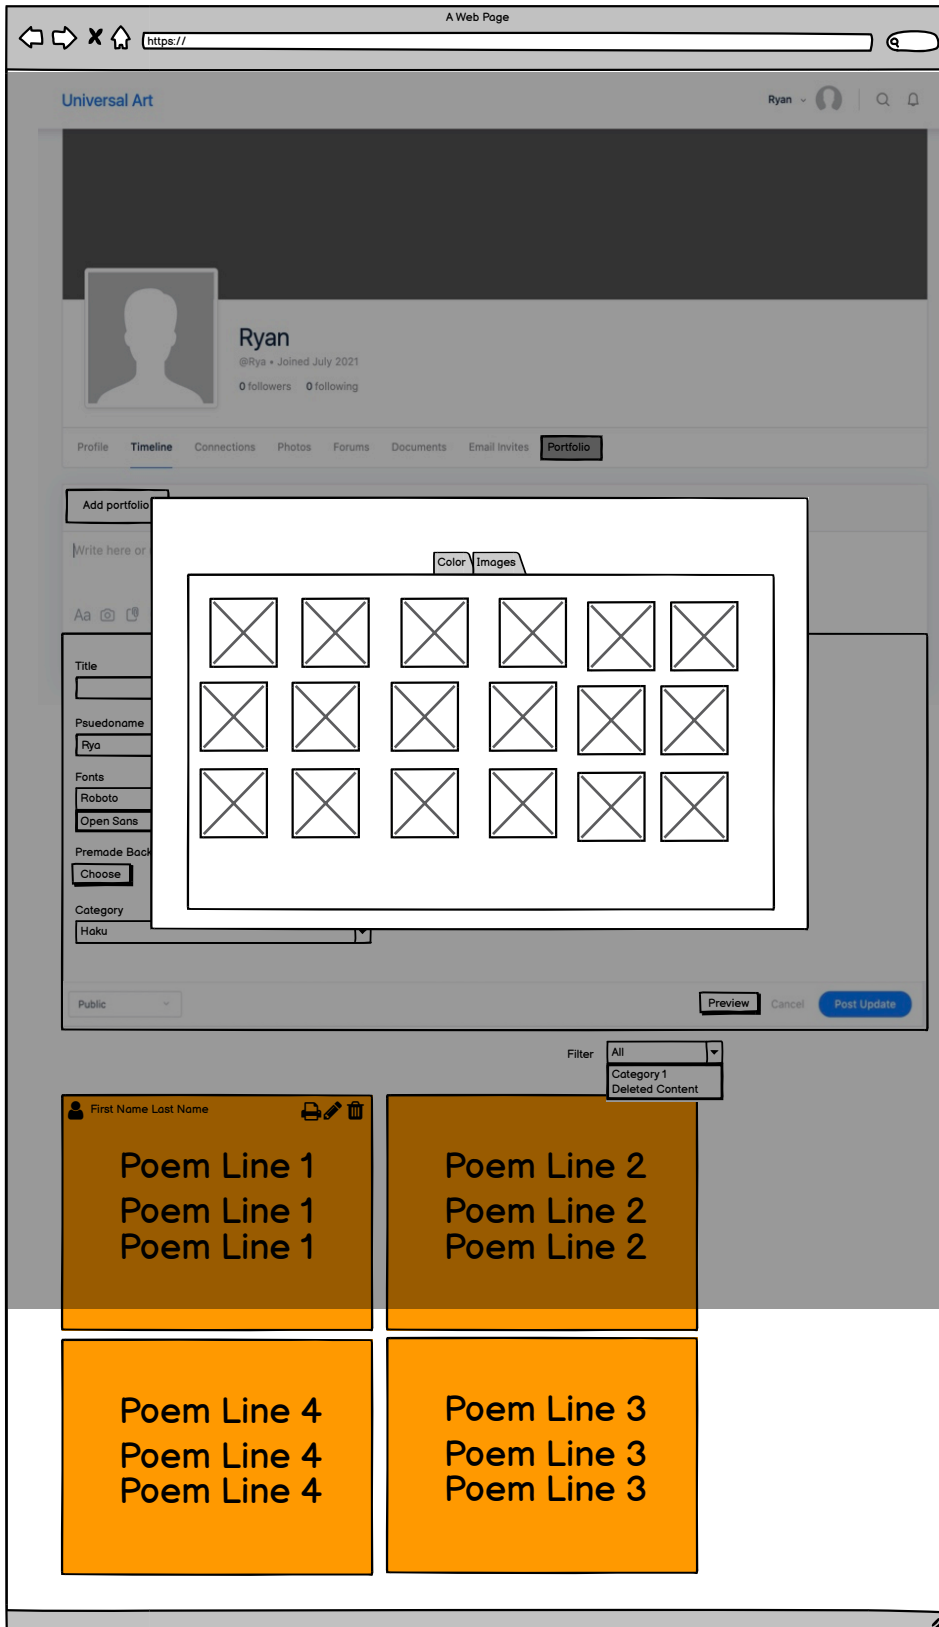 A Web Page
https://
Universal Art
Ryan
Ryan
@Rya • Joined July 2021
0 followers 0 following
Profile Timeline Connections Photos Forums Documents Email Invites Portfolio
Add portfolio
Write here or
Color Images
Aa
Title
Psuedoname
Rya
Fonts
Roboto
Open Sans
Premade Back
Choose
Category
Haku
Public Preview Cancel Post Update
Filter All
Category 1
Deleted Content
First Name Last Name
Poem Line 1
Poem Line 1
Poem Line 1
Poem Line 2
Poem Line 2
Poem Line 2
Poem Line 4
Poem Line 4
Poem Line 4
Poem Line 3
Poem Line 3
Poem Line 3